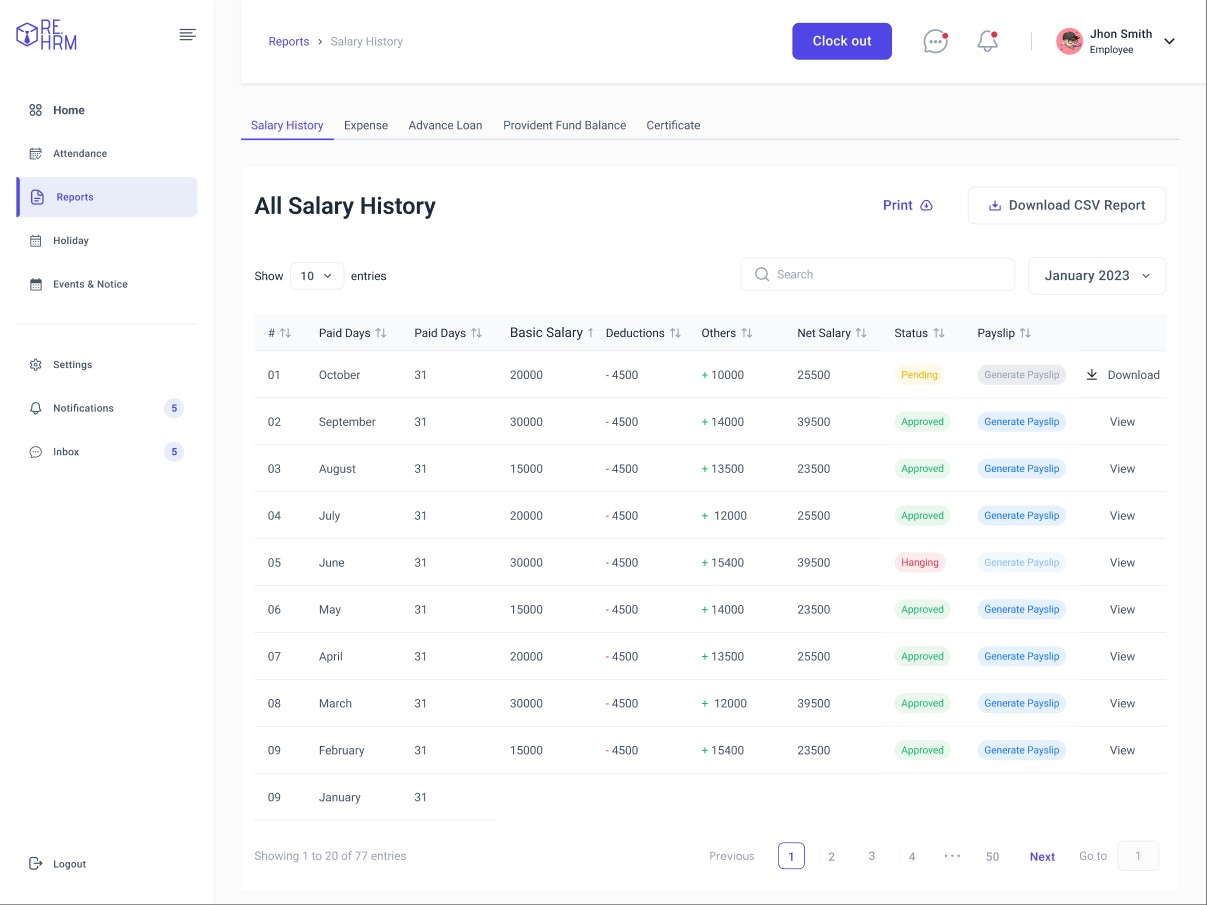 RE.
HRM
Home
Attendance
Reports
Holiday
Events & Notice
Settings
Notifications 5
Inbox 5
Logout
Reports › Salary History
Clock out
Jhon Smith
Employee
Salary History Expense Advance Loan Provident Fund Balance Certificate
All Salary History
Print
Download CSV Report
Show 10 entries
Search
January 2023
# Paid Days Paid Days Basic Salary Deductions Others Net Salary Status Payslip
01 October 31 20000 - 4500 + 10000 25500 Pending Generate Payslip Download
02 September 31 30000 - 4500 + 14000 39500 Approved Generate Payslip View
03 August 31 15000 - 4500 + 13500 23500 Approved Generate Payslip View
04 July 31 20000 - 4500 + 12000 25500 Approved Generate Payslip View
05 June 31 30000 - 4500 + 15400 39500 Hanging Generate Payslip View
06 May 31 15000 - 4500 + 14000 23500 Approved Generate Payslip View
07 April 31 20000 - 4500 + 13500 25500 Approved Generate Payslip View
08 March 31 30000 - 4500 + 12000 39500 Approved Generate Payslip View
09 February 31 15000 - 4500 + 15400 23500 Approved Generate Payslip View
09 January 31
Showing 1 to 20 of 77 entries
Previous 1 2 3 4 ··· 50 Next Go to 1